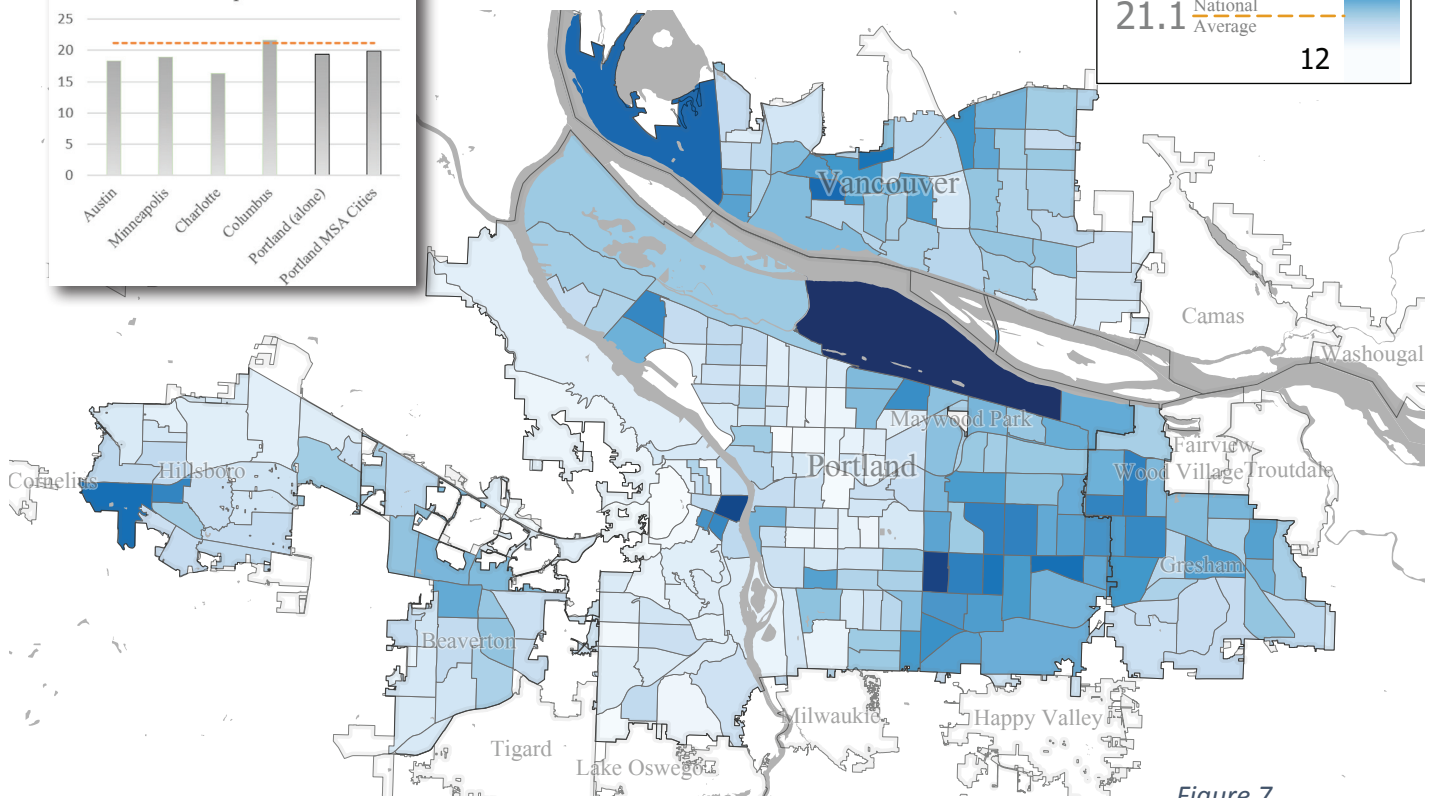 25
20
15
10
5
0
Austin
Minneapolis
Charlotte
Columbus
Portland (alone)
Portland MSA Cities
21.1 National
Average
12
Vancouver
Camas
Washougal
Maywood Park
Fairview
Portland
Wood Village Troutdale
Cornelius
Hillsboro
Gresham
Beaverton
Milwaukie
Happy Valley
Tigard
Lake Oswego
Figure 7